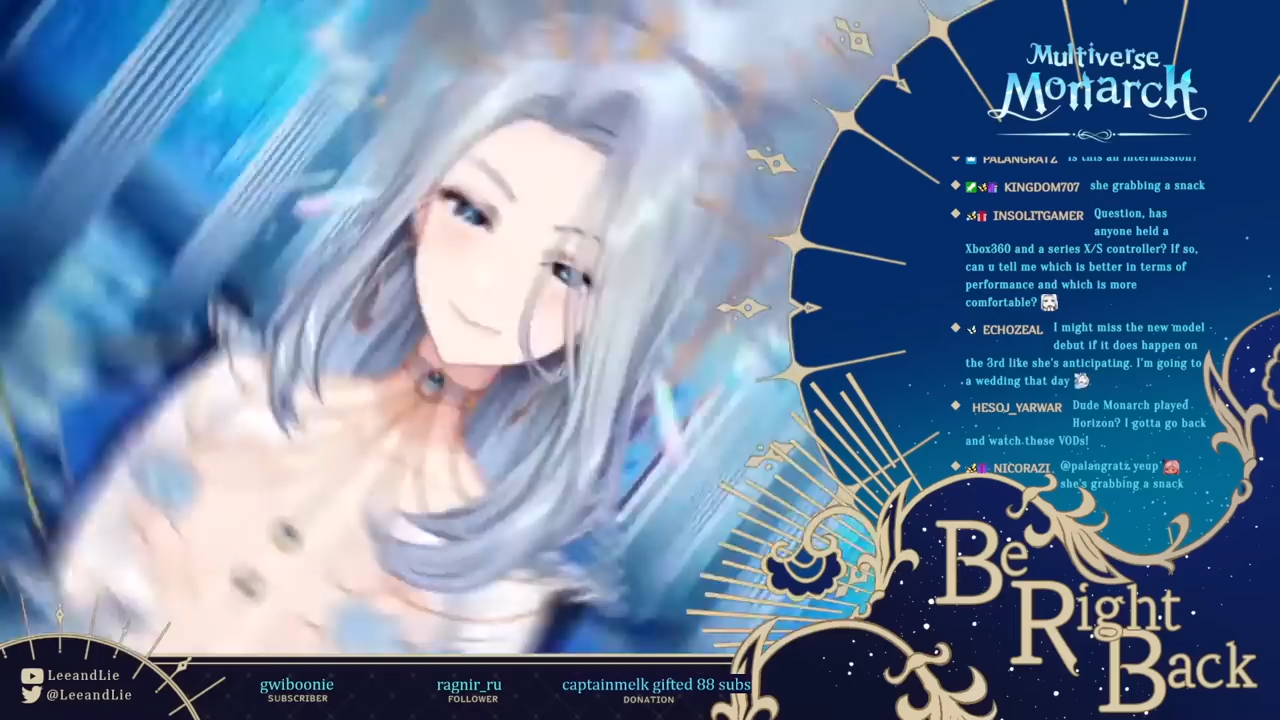 Multiverse
Monarch
PALANGRATZ is this an intermission?
KINGDOM707 she grabbing a snack
INSOLITGAMER Question, has
anyone held a
Xbox360 and a series X/S controller? If so,
can u tell me which is better in terms of
performance and which is more
comfortable?
ECHOZEAL I might miss the new model
debut if it does happen on
the 3rd like she's anticipating. I'm going to
a wedding that day
HESOJ_YARWAR Dude Monarch played
Horizon? I gotta go back
and watch those VODs!
NICORAZI @palangratz yeup
she's grabbing a snack
Be
Right
Back
LeeandLie
@LeeandLie
gwiboonie
SUBSCRIBER
ragnir_ru
FOLLOWER
captainmelk gifted 88 subs
DONATION